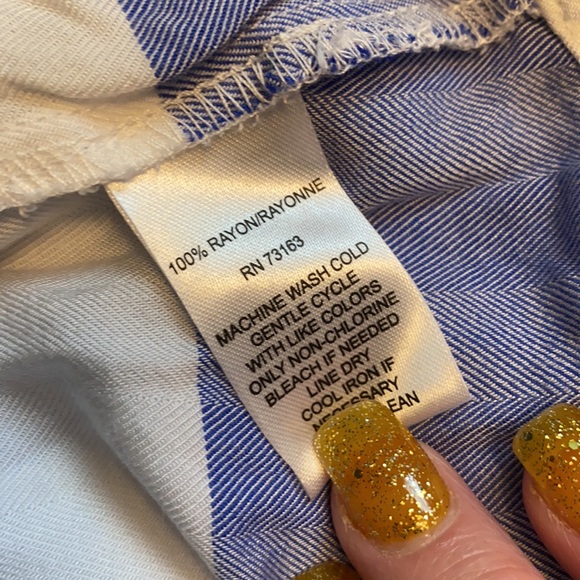 100% RAYON/RAYONNE
RN 73163
MACHINE WASH COLD
GENTLE CYCLE
WITH LIKE COLORS
ONLY NON-CHLORINE
BLEACH IF NEEDED
LINE DRY
COOL IRON IF
NECESSARY